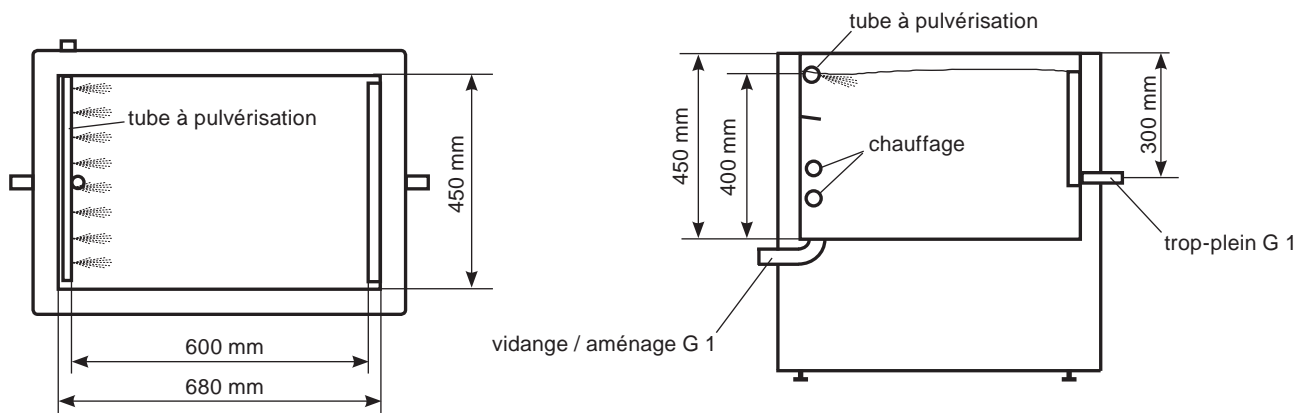 tube à pulvérisation
450 mm
600 mm
680 mm
tube à pulvérisation
450 mm
400 mm
chauffage
300 mm
trop-plein G 1
vidange / aménage G 1